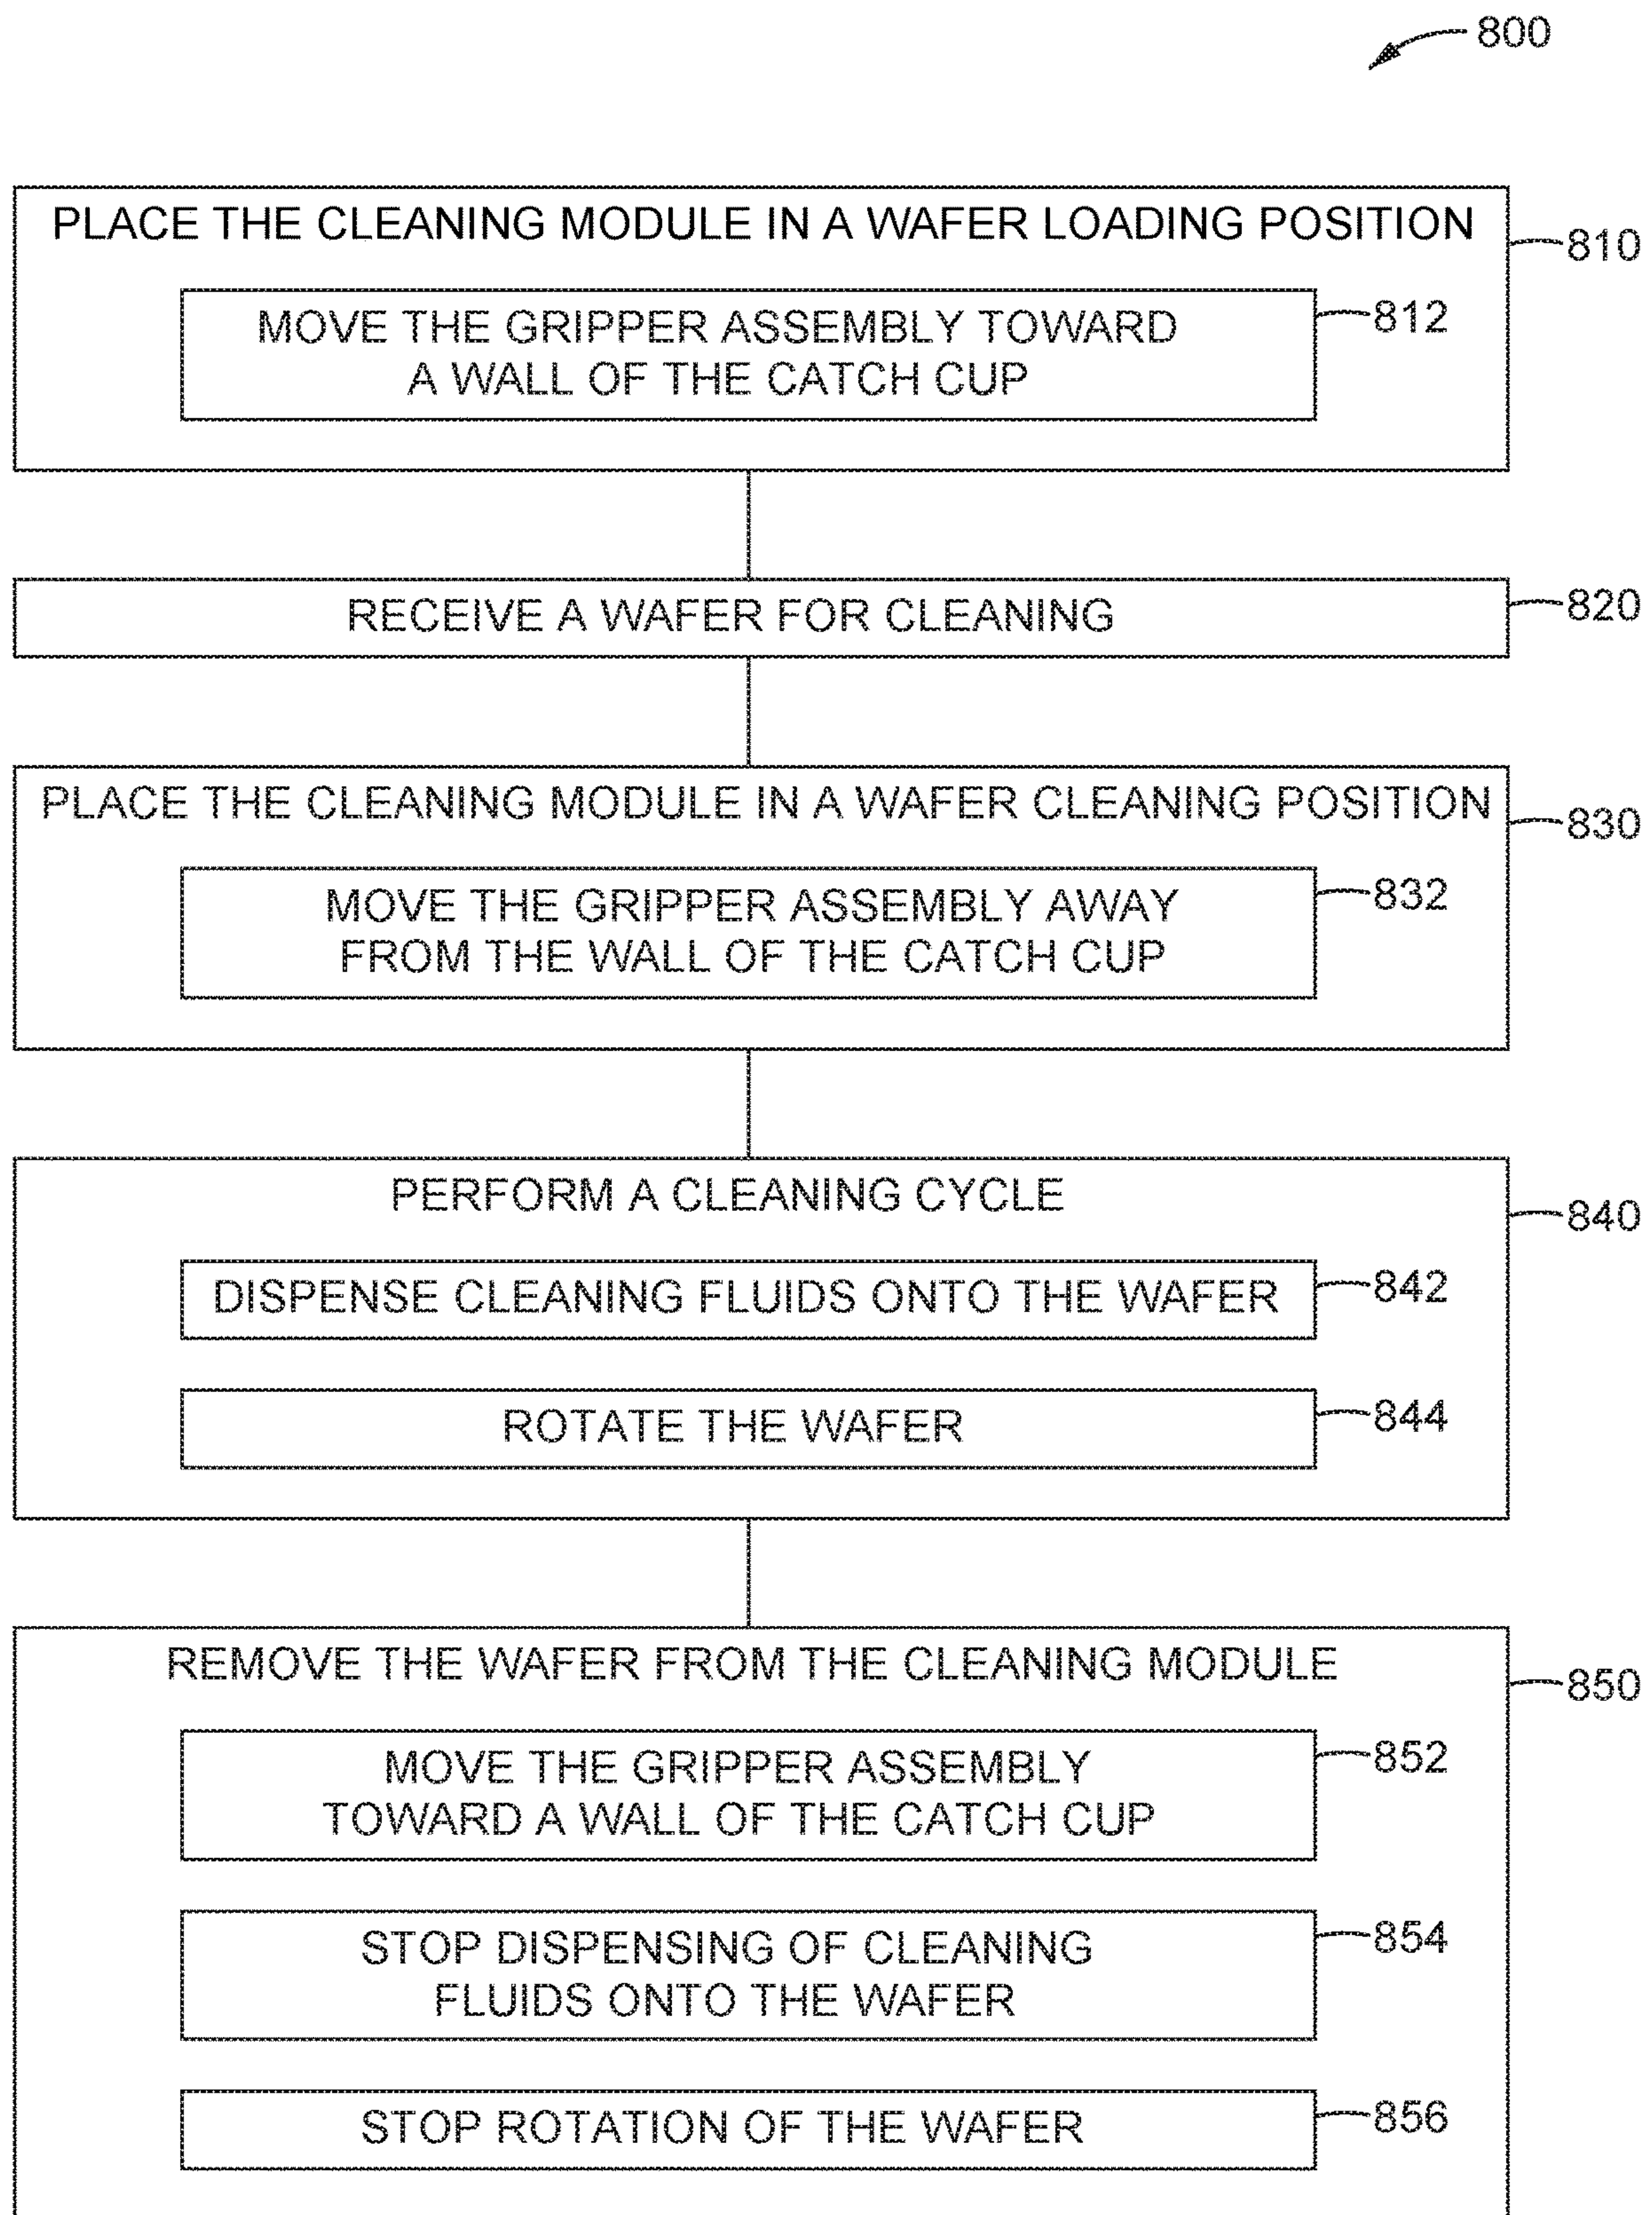 800
PLACE THE CLEANING MODULE IN A WAFER LOADING POSITION
810
MOVE THE GRIPPER ASSEMBLY TOWARD
A WALL OF THE CATCH CUP
812
RECEIVE A WAFER FOR CLEANING
820
PLACE THE CLEANING MODULE IN A WAFER CLEANING POSITION
830
MOVE THE GRIPPER ASSEMBLY AWAY
FROM THE WALL OF THE CATCH CUP
832
PERFORM A CLEANING CYCLE
840
DISPENSE CLEANING FLUIDS ONTO THE WAFER
842
ROTATE THE WAFER
844
REMOVE THE WAFER FROM THE CLEANING MODULE
850
MOVE THE GRIPPER ASSEMBLY
TOWARD A WALL OF THE CATCH CUP
852
STOP DISPENSING OF CLEANING
FLUIDS ONTO THE WAFER
854
STOP ROTATION OF THE WAFER
856